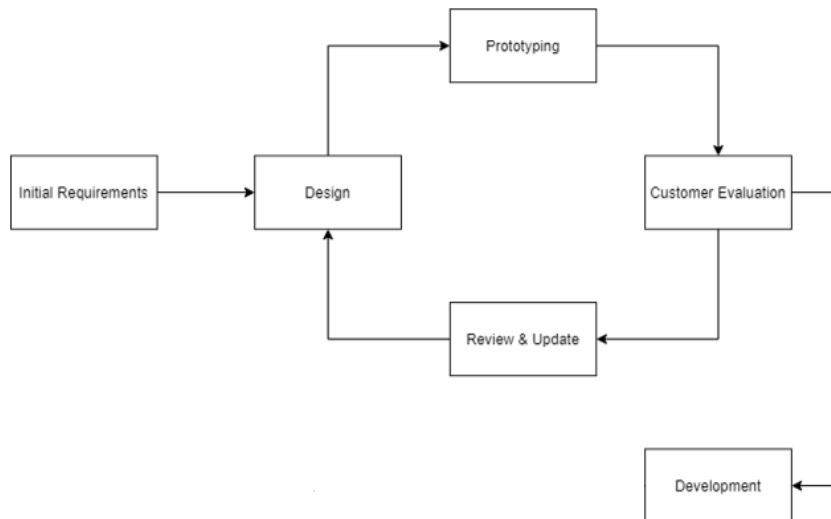 Prototyping
Initial Requirements
Design
Customer Evaluation
Review & Update
Development